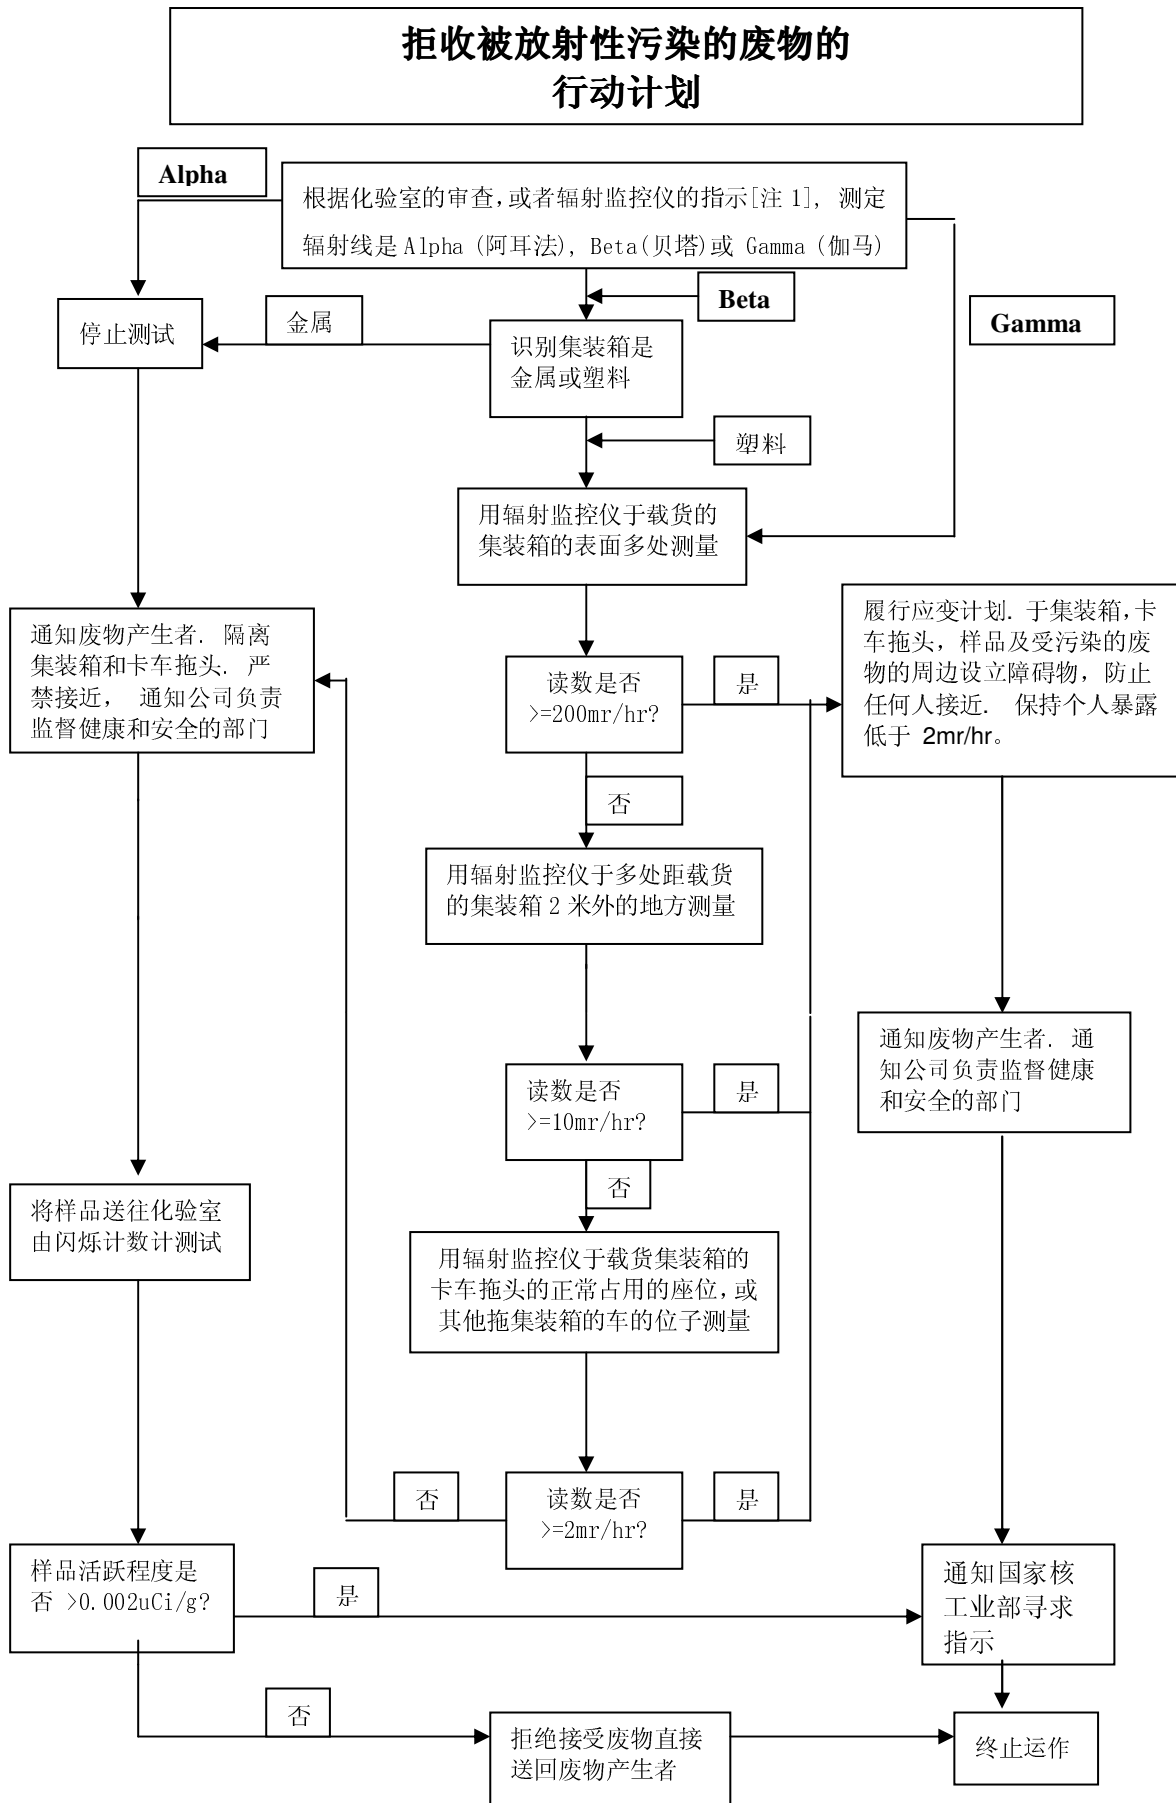 拒收被放射性污染的废物的
行动计划
Alpha
根据化验室的审查,或者辐射监控仪的指示[注 1], 测定
辐射线是 Alpha (阿耳法), Beta(贝塔)或 Gamma (伽马)
Beta
Gamma
停止测试
金属
识别集装箱是
金属或塑料
塑料
用辐射监控仪于载货的
集装箱的表面多处测量
通知废物产生者. 隔离
集装箱和卡车拖头. 严
禁接近, 通知公司负责
监督健康和安全的部门
读数是否
>=200mr/hr?
是
履行应变计划. 于集装箱,卡
车拖头, 样品及受污染的废
物的周边设立障碍物, 防止
任何人接近. 保持个人暴露
低于 2mr/hr。
否
用辐射监控仪于多处距载货
的集装箱 2 米外的地方测量
通知废物产生者. 通
知公司负责监督健康
和安全的部门
读数是否
>=10mr/hr?
是
否
将样品送往化验室
由闪烁计数计测试
用辐射监控仪于载货集装箱的
卡车拖头的正常占用的座位,或
其他拖集装箱的车的位子测量
否
读数是否
>=2mr/hr?
是
样品活跃程度是
否 >0.002uCi/g?
是
通知国家核
工业部寻求
指示
否
拒绝接受废物直接
送回废物产生者
终止运作